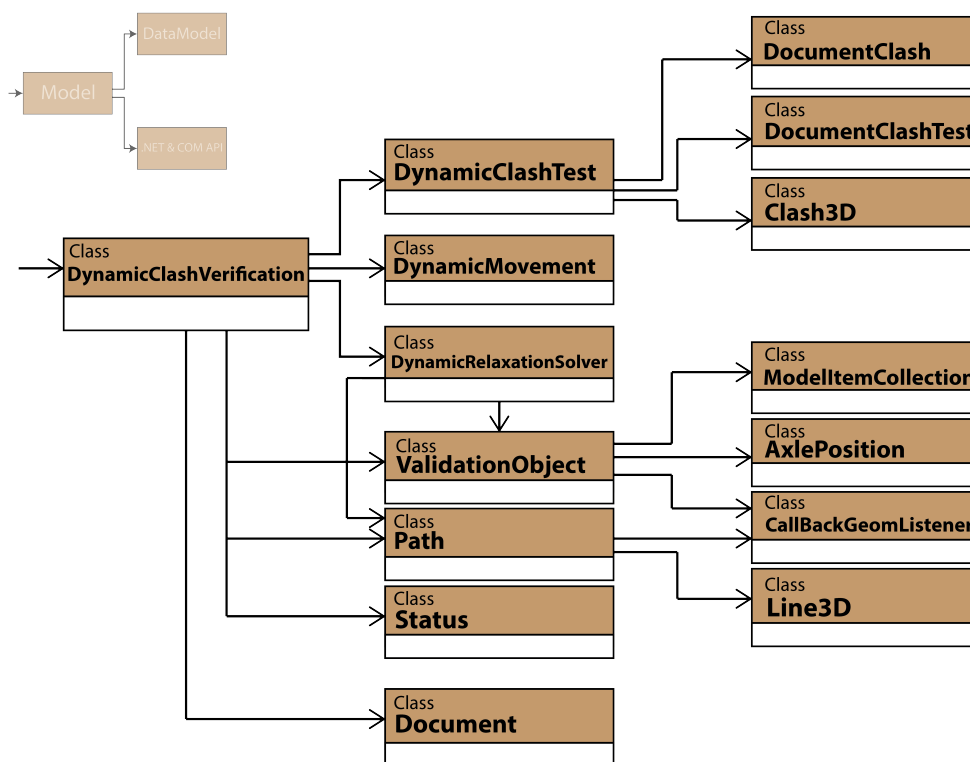 DataModel
Model
.NET & COM API
Class
DynamicClashVerification
Class
DynamicClashTest
Class
DynamicMovement
Class
DynamicRelaxationSolver
Class
ValidationObject
Class
Path
Class
Status
Class
Document
Class
DocumentClash
Class
DocumentClashTest
Class
Clash3D
Class
ModelItemCollection
Class
AxlePosition
Class
CallBackGeomListener
Class
Line3D